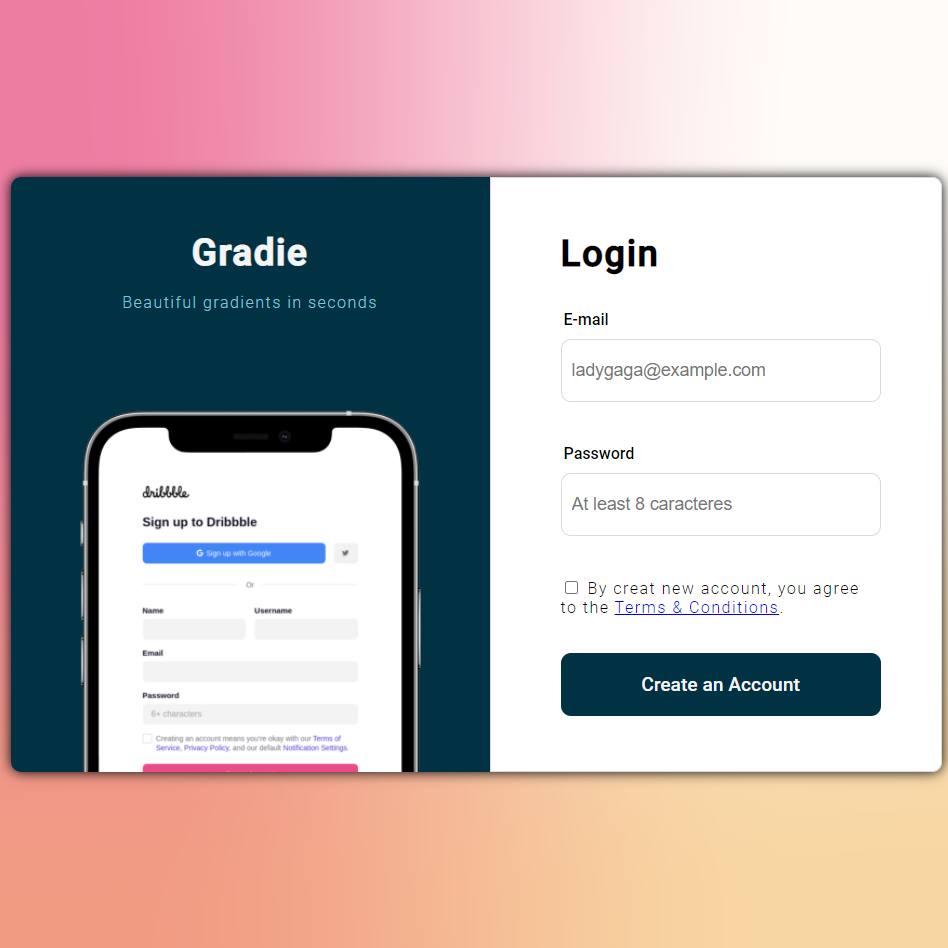 Gradie
Beautiful gradients in seconds
dribbble
Sign up to Dribbble
G Sign up with Google
Or
Name
Username
Email
Password
6+ characters
Creating an account means you're okay with our Terms of
Service, Privacy Policy, and our default Notification Settings.
Login
E-mail
ladygaga@example.com
Password
At least 8 caracteres
By creat new account, you agree
to the Terms & Conditions.
Create an Account